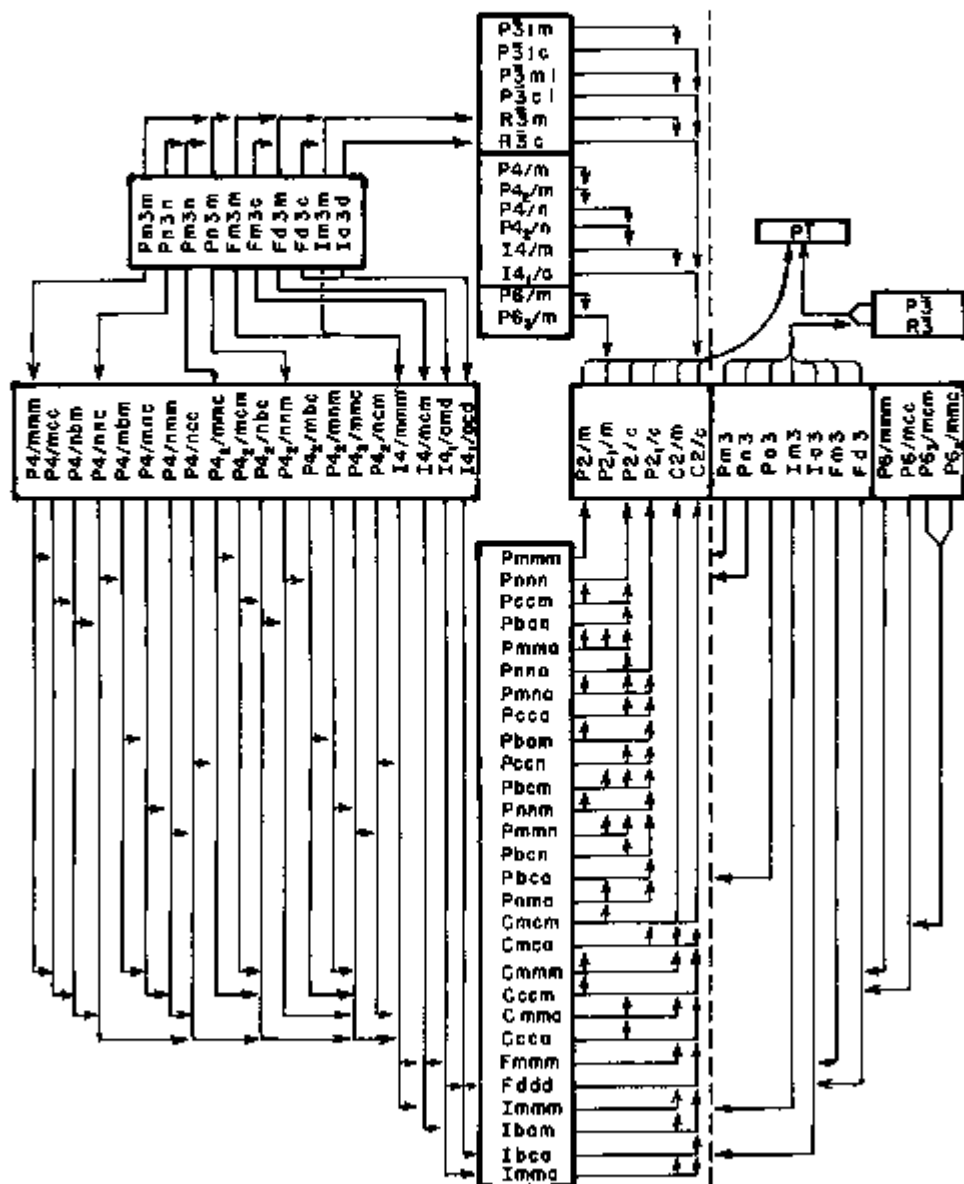 P3̄1m
P3̄1c
P3̄m1
P3̄c1
R3̄m
R3̄c
P4/m
P4₂/m
P4/n
P4₂/n
I4/m
I4₁/a
P6/m
P6₃/m
Pm3m
Pn3n
Pm3n
Pn3m
Fm3m
Fm3c
Fd3m
Fd3c
Im3m
Ia3d
P1̄
P3̄
R3̄
P4/mmm
P4/mcc
P4/nbm
P4/nnc
P4/mbm
P4/mnc
P4/nmm
P4/ncc
P4₂/mmc
P4₂/mcm
P4₂/nbc
P4₂/nnm
P4₂/mbc
P4₂/mnm
P4₂/nmc
P4₂/ncm
I4/mmm
I4/mcm
I4₁/amd
I4₁/acd
P2/m
P2₁/m
P2/c
P2₁/c
C2/m
C2/c
Pm3
Pn3
Pa3
Im3
Ia3
Fm3
Fd3
P6/mmm
P6/mcc
P6₃/mcm
P6₃/mmc
Pmmm
Pnnn
Pccm
Pban
Pmma
Pnna
Pmna
Pcca
Pbam
Pccn
Pbcm
Pnnm
Pmmn
Pbcn
Pbca
Pnma
Cmcm
Cmca
Cmmm
Cccm
Cmma
Ccca
Fmmm
Fddd
Immm
Ibam
Ibca
Imma